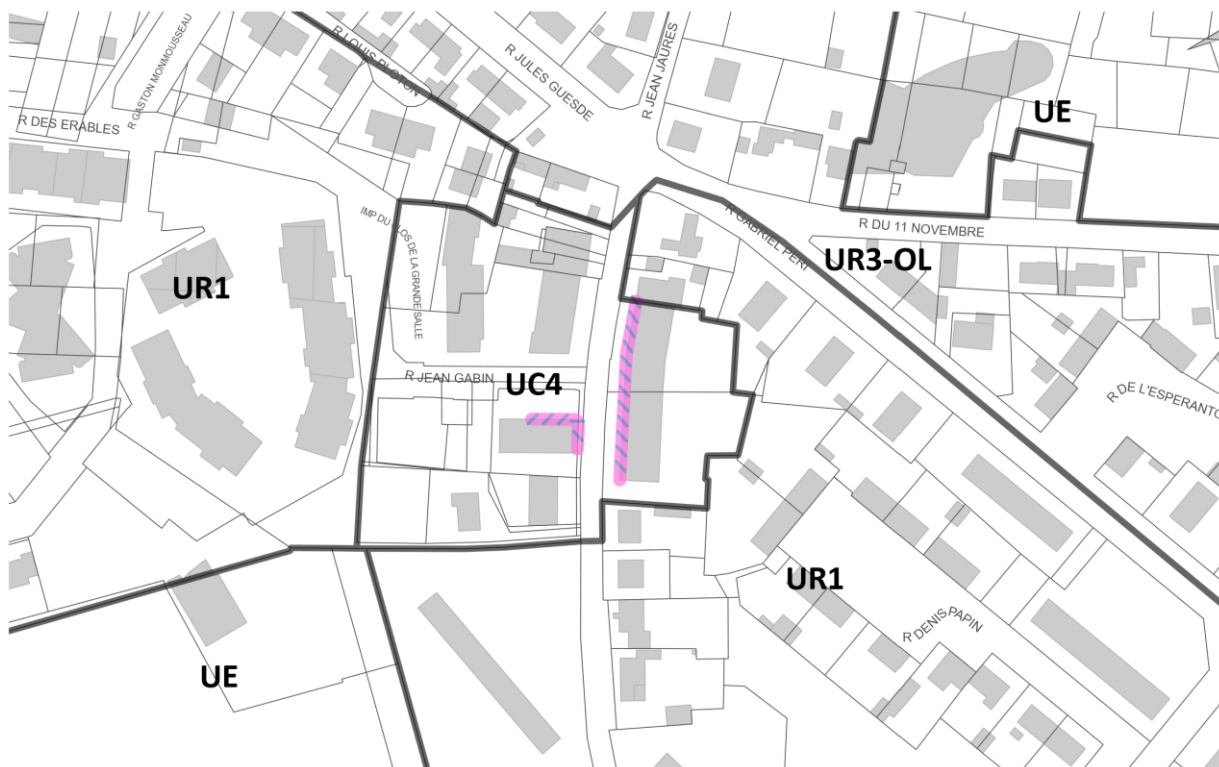 R LOUIS PLOTON
R GASTON MONMOUSSEAU
R JULES GUESDE
R JEAN JAURES
R DES ERABLES
UE
IMP DU CLOS DE LA GRANDE SALLE
R GABRIEL PERI
R DU 11 NOVEMBRE
UR3-OL
UR1
R JEAN GABIN
UC4
R DE L'ESPERANTO
UR1
R DENIS PAPIN
UE